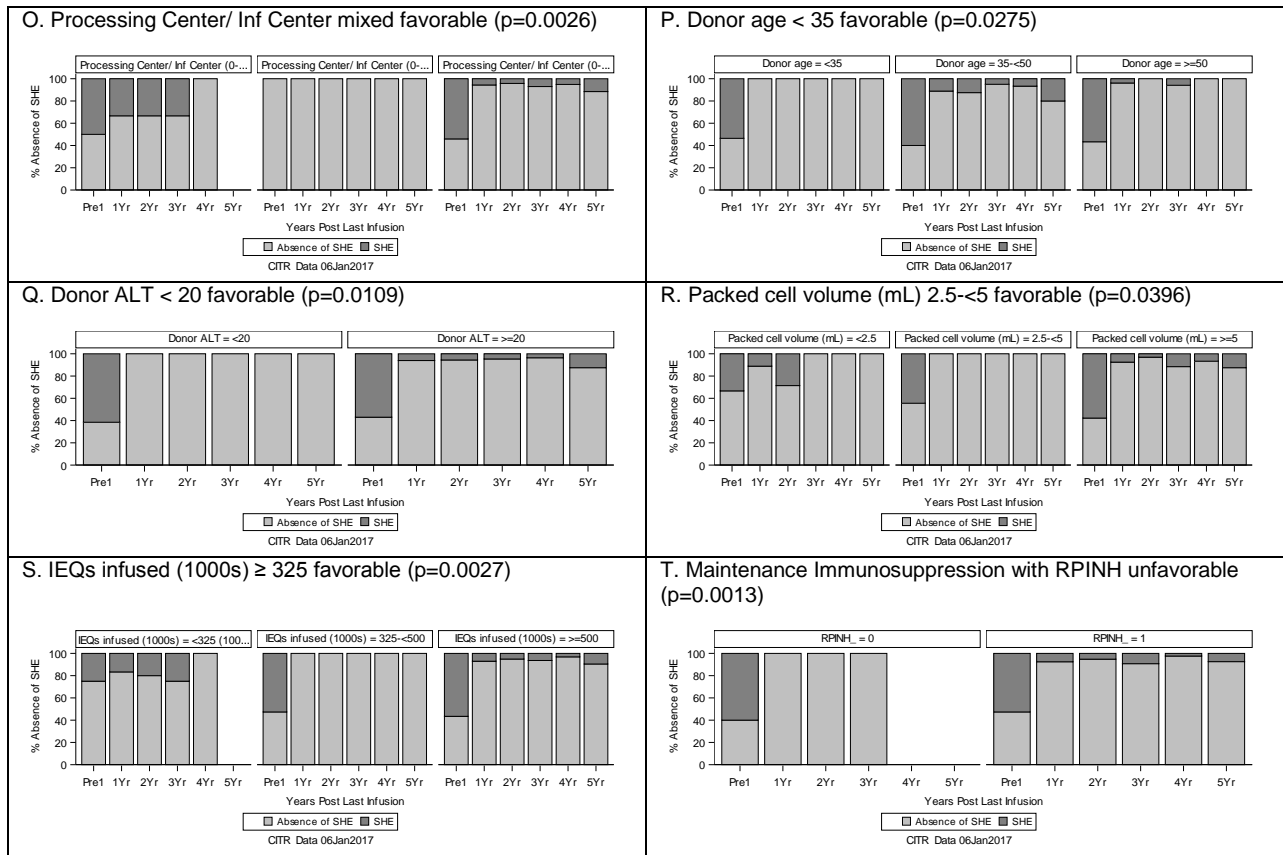 O. Processing Center/ Inf Center mixed favorable (p=0.0026)
Processing Center/ Inf Center (0-...
Processing Center/ Inf Center (0-...
Processing Center/ Inf Center (0-...
% Absence of SHE
100
80
60
40
20
0
Pre1 1Yr 2Yr 3Yr 4Yr 5Yr
Pre1 1Yr 2Yr 3Yr 4Yr 5Yr
Pre1 1Yr 2Yr 3Yr 4Yr 5Yr
Years Post Last Infusion
Absence of SHE SHE
CITR Data 06Jan2017
P. Donor age < 35 favorable (p=0.0275)
Donor age = <35
Donor age = 35-<50
Donor age = >=50
% Absence of SHE
100
80
60
40
20
0
Pre1 1Yr 2Yr 3Yr 4Yr 5Yr
Pre1 1Yr 2Yr 3Yr 4Yr 5Yr
Pre1 1Yr 2Yr 3Yr 4Yr 5Yr
Years Post Last Infusion
Absence of SHE SHE
CITR Data 06Jan2017
Q. Donor ALT < 20 favorable (p=0.0109)
Donor ALT = <20
Donor ALT = >=20
% Absence of SHE
100
80
60
40
20
0
Pre1 1Yr 2Yr 3Yr 4Yr 5Yr
Pre1 1Yr 2Yr 3Yr 4Yr 5Yr
Years Post Last Infusion
Absence of SHE SHE
CITR Data 06Jan2017
R. Packed cell volume (mL) 2.5-<5 favorable (p=0.0396)
Packed cell volume (mL) = <2.5
Packed cell volume (mL) = 2.5-<5
Packed cell volume (mL) = >=5
% Absence of SHE
100
80
60
40
20
0
Pre1 1Yr 2Yr 3Yr 4Yr 5Yr
Pre1 1Yr 2Yr 3Yr 4Yr 5Yr
Pre1 1Yr 2Yr 3Yr 4Yr 5Yr
Years Post Last Infusion
Absence of SHE SHE
CITR Data 06Jan2017
S. IEQs infused (1000s) ≥ 325 favorable (p=0.0027)
IEQs infused (1000s) = <325 (100...
IEQs infused (1000s) = 325-<500
IEQs infused (1000s) = >=500
% Absence of SHE
100
80
60
40
20
0
Pre1 1Yr 2Yr 3Yr 4Yr 5Yr
Pre1 1Yr 2Yr 3Yr 4Yr 5Yr
Pre1 1Yr 2Yr 3Yr 4Yr 5Yr
Years Post Last Infusion
Absence of SHE SHE
CITR Data 06Jan2017
T. Maintenance Immunosuppression with RPINH unfavorable
(p=0.0013)
RPINH_ = 0
RPINH_ = 1
% Absence of SHE
100
80
60
40
20
0
Pre1 1Yr 2Yr 3Yr 4Yr 5Yr
Pre1 1Yr 2Yr 3Yr 4Yr 5Yr
Years Post Last Infusion
Absence of SHE SHE
CITR Data 06Jan2017